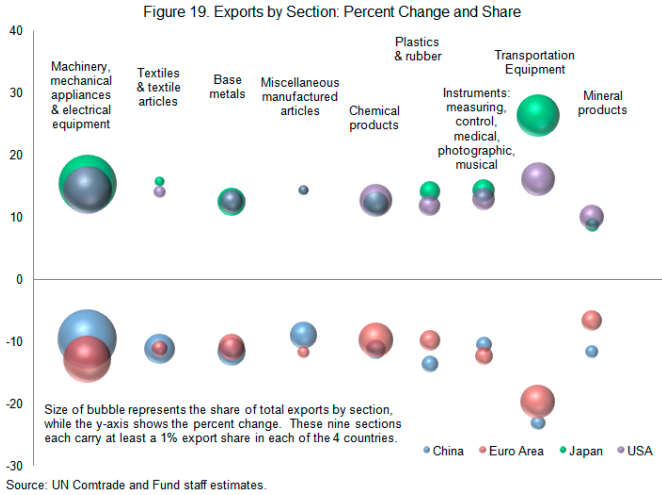 Figure 19. Exports by Section: Percent Change and Share
40
30
20
10
0
-10
-20
-30
Machinery,
mechanical
appliances
& electrical
equipment
Textiles
& textile
articles
Base
metals
Miscellaneous
manufactured
articles
Chemical
products
Plastics
& rubber
Instruments:
measuring,
control,
medical,
photographic,
musical
Transportation
Equipment
Mineral
products
Size of bubble represents the share of total exports by section,
while the y-axis shows the percent change. These nine sections
each carry at least a 1% export share in each of the 4 countries.
China
Euro Area
Japan
USA
Source: UN Comtrade and Fund staff estimates.